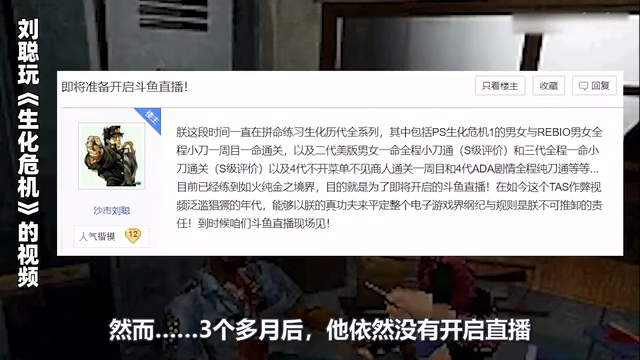 刘聪玩《生化危机》的视频
即将准备开启斗鱼直播！
只看楼主
收藏
回复
楼主
朕这段时间一直在拼命练习生化历代全系列，其中包括PS生化危机1的男女与REBIO男女全
程小刀一周目一命通关，以及二代美版男女一命全程小刀通（S级评价）和三代全程一命小
刀通关（S级评价）以及4代不开菜单不见商人通关一周目和4代ADA剧情全程纯刀通等等...
目前已经练到如火纯金之境界，目的就是为了即将开启的斗鱼直播！在如今这个TAS作弊视
频泛滥猖獗的年代，能够以朕的真功夫来平定整个电子游戏界纲纪与规则是朕不可推卸的责
任！到时候咱们斗鱼直播现场见！
沙市刘聪
人气楷模
12
然而……3个多月后，他依然没有开启直播